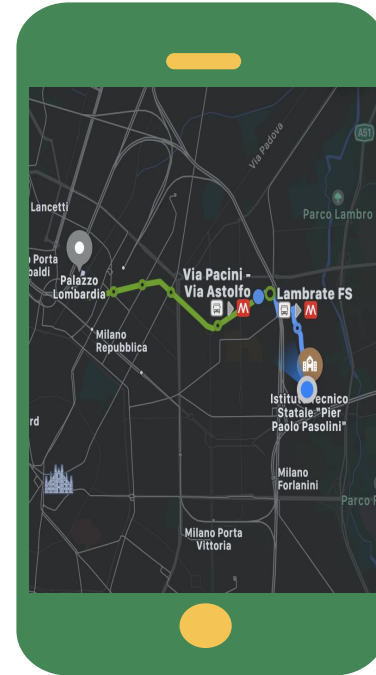 Via Padova
A51
Lancetti
Parco Lambro
Porta
baldi
Palazzo
Lombardia
Via Pacini -
Via Astolfo
M
Lambrate FS
M
Milano
Repubblica
Istituto Tecnico
Statale "Pier
Paolo Pasolini"
rd
Milano
Forlanini
Parco F
Milano Porta
Vittoria